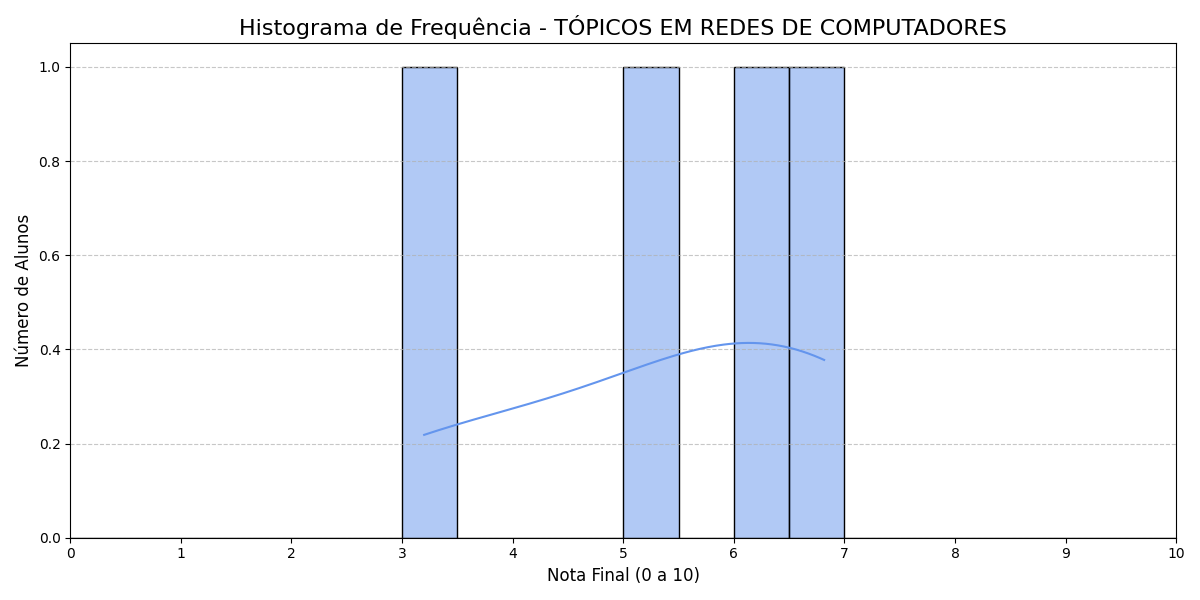 Histograma de Frequência - TÓPICOS EM REDES DE COMPUTADORES
Número de Alunos
1.0
0.8
0.6
0.4
0.2
0.0
0 1 2 3 4 5 6 7 8 9 10
Nota Final (0 a 10)